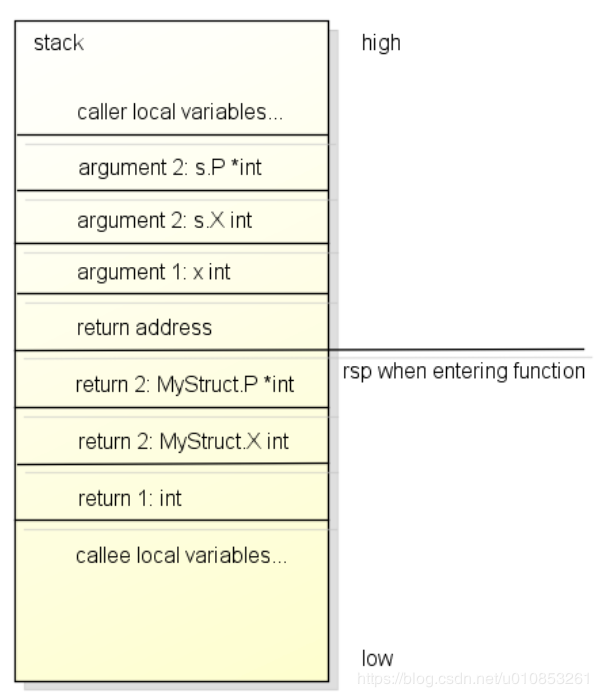 stack
high
caller local variables...
argument 2: s.P *int
argument 2: s.X int
argument 1: x int
return address
rsp when entering function
return 2: MyStruct.P *int
return 2: MyStruct.X int
return 1: int
callee local variables...
low
https://blog.csdn.net/u010853261